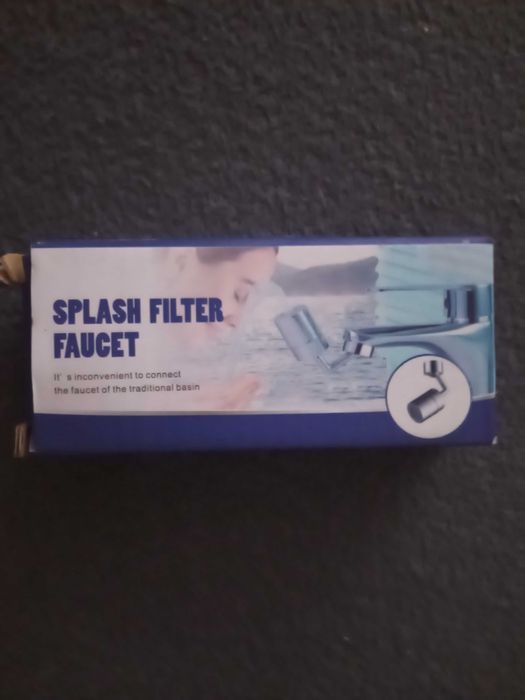 SPLASH FILTER
FAUCET
It' s inconvenient to connect
the faucet of the traditional basin